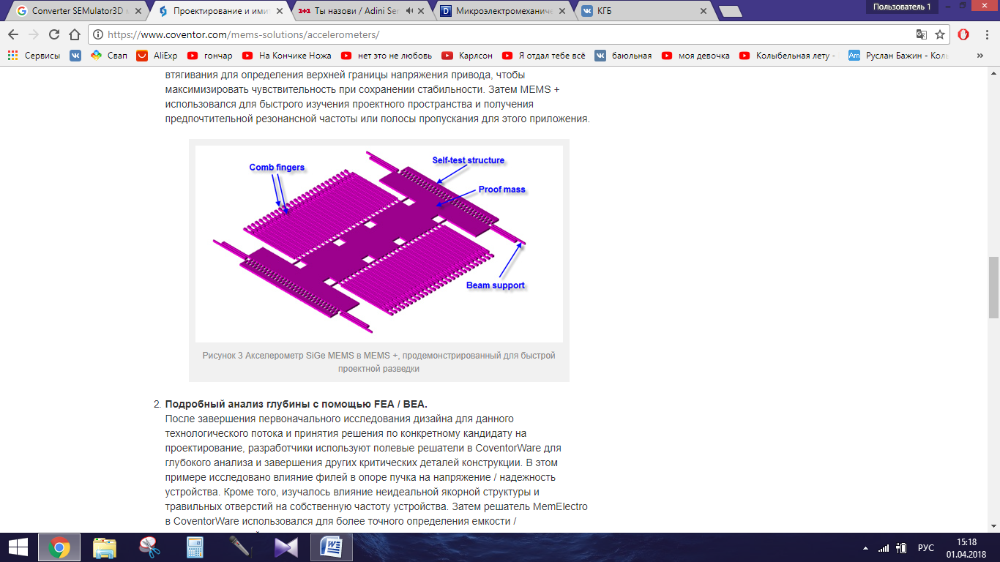 Converter SEMulator3D
Проектирование и ими
Ты назови / Adini Ser
Микроэлектромеханиче
КГБ
Пользователь 1
https://www.coventor.com/mems-solutions/accelerometers/
Сервисы
Свап
AliExp
гончар
На Кончике Ножа
нет это не любовь
Карлсон
Я отдал тебе всё
баюльная
моя девочка
Колыбельная лету -
Am Руслан Бажин - Кол
»
втягивания для определения верхней границы напряжения привода, чтобы
максимизировать чувствительность при сохранении стабильности. Затем MEMS +
использовался для быстрого изучения проектного пространства и получения
предпочтительной резонансной частоты или полосы пропускания для этого приложения.
Self-test structure
Comb fingers
Proof mass
Beam support
Рисунок 3 Акселерометр SiGe MEMS в MEMS +, продемонстрированный для быстрой
проектной разведки
2. Подробный анализ глубины с помощью FEA / BEA.
После завершения первоначального исследования дизайна для данного
технологического потока и принятия решения по конкретному кандидату на
проектирование, разработчики используют полевые решатели в CoventorWare для
глубокого анализа и завершения других критических деталей конструкции. В этом
примере исследовано влияние филей в опоре пучка на напряжение / надежность
устройства. Кроме того, изучалось влияние неидеальной якорной структуры и
травильных отверстий на собственную частоту устройства. Затем решатель MemElectro
в CoventorWare использовался для более точного определения емкости /
РУС
15:18
01.04.2018